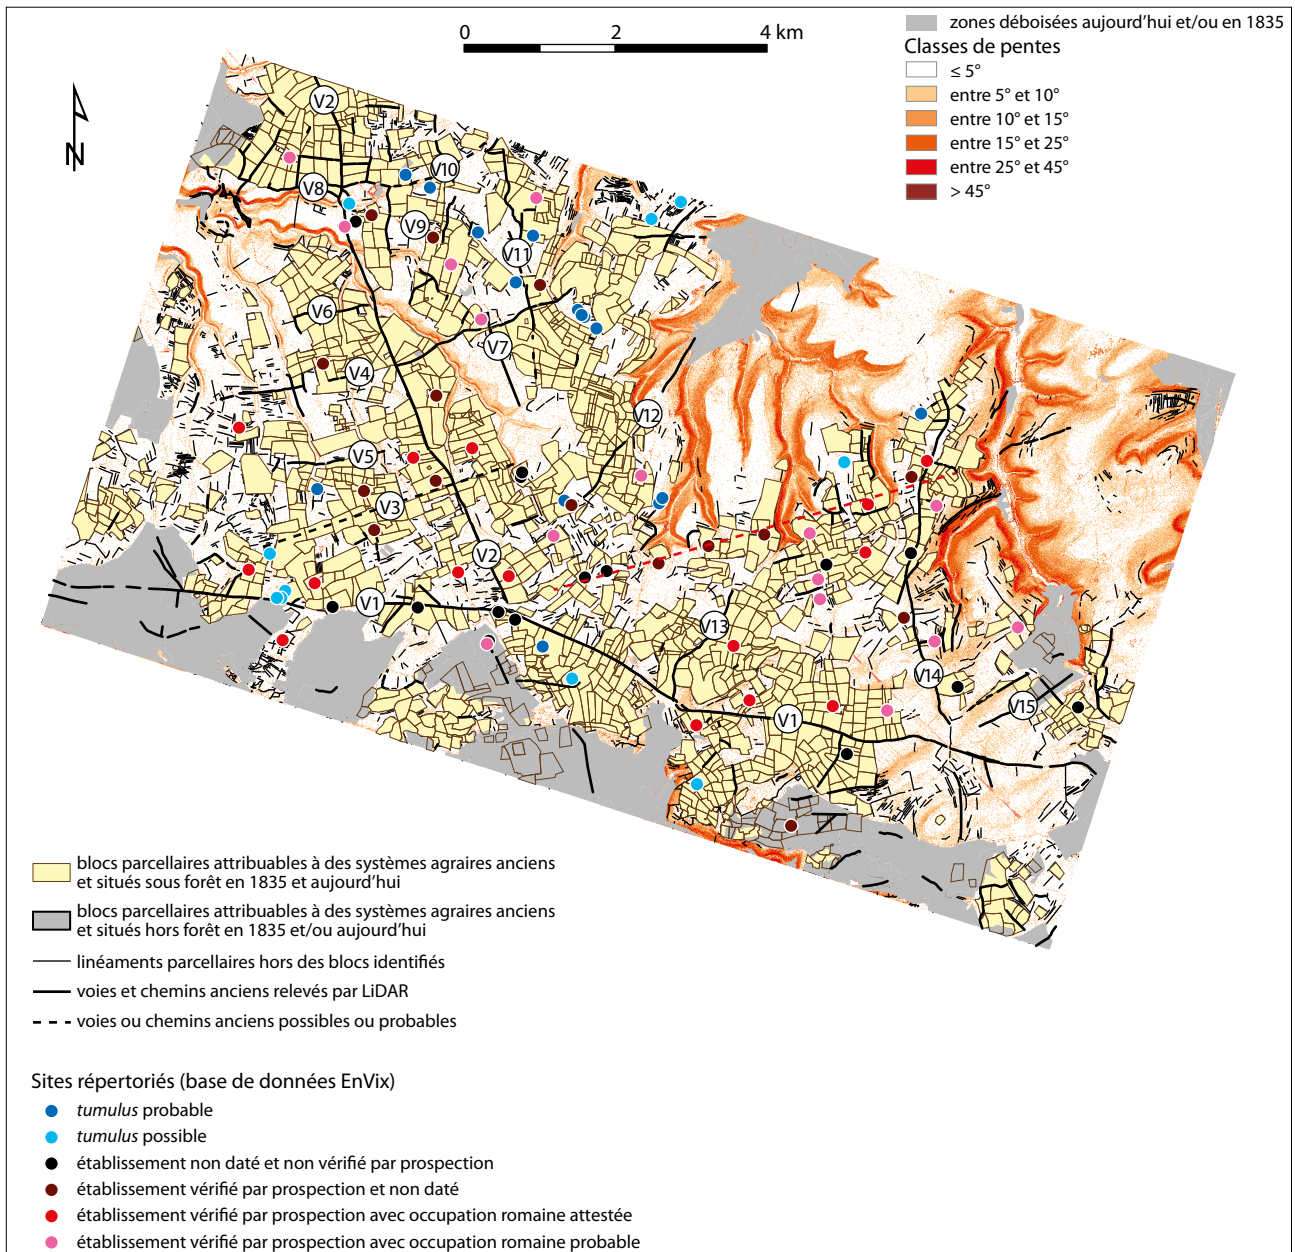 0 2 4 km
zones déboisées aujourd’hui et/ou en 1835
Classes de pentes
≤ 5°
entre 5° et 10°
entre 10° et 15°
entre 15° et 25°
entre 25° et 45°
> 45°
N
V2
V10
V8
V9
V11
V6
V7
V4
V12
V5
V3
V2
V1
V13
V14
V15
V1
blocs parcellaires attribuables à des systèmes agraires anciens
et situés sous forêt en 1835 et aujourd’hui
blocs parcellaires attribuables à des systèmes agraires anciens
et situés hors forêt en 1835 et/ou aujourd’hui
linéaments parcellaires hors des blocs identifiés
voies et chemins anciens relevés par LiDAR
voies ou chemins anciens possibles ou probables
Sites répertoriés (base de données EnVix)
tumulus probable
tumulus possible
établissement non daté et non vérifié par prospection
établissement vérifié par prospection et non daté
établissement vérifié par prospection avec occupation romaine attestée
établissement vérifié par prospection avec occupation romaine probable